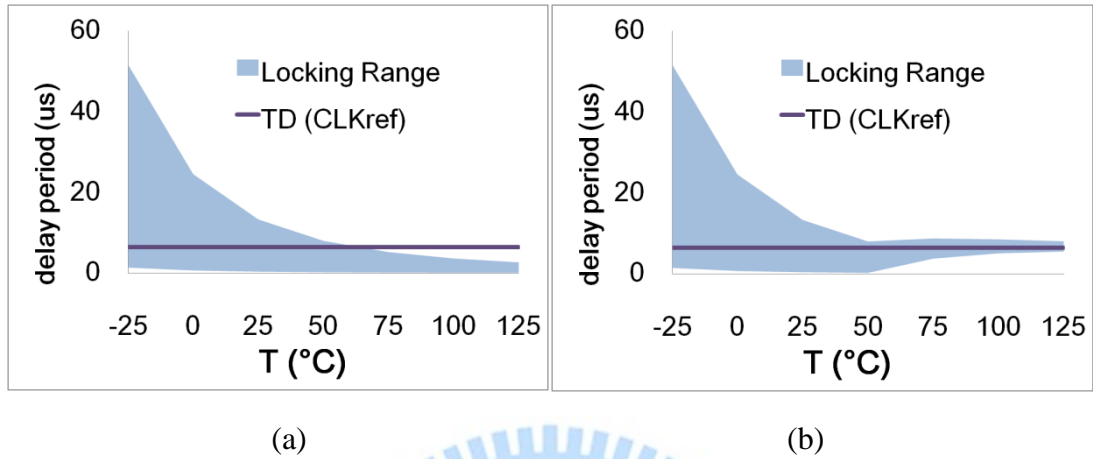 60
40
20
0
delay period (us)
Locking Range
TD (CLKref)
-25 0 25 50 75 100 125
T (°C)
(a)
60
40
20
0
delay period (us)
Locking Range
TD (CLKref)
-25 0 25 50 75 100 125
T (°C)
(b)